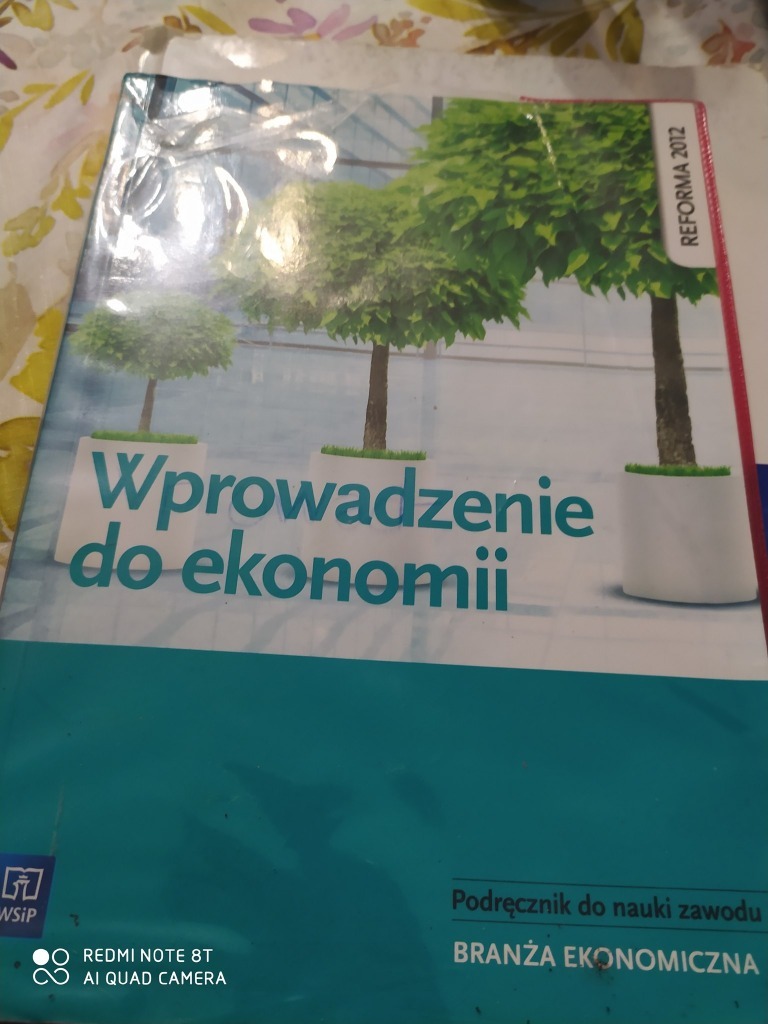 REFORMA 2012
Wprowadzenie
do ekonomii
WSiP
Podręcznik do nauki zawodu
BRANŻA EKONOMICZNA
REDMI NOTE 8T
AI QUAD CAMERA